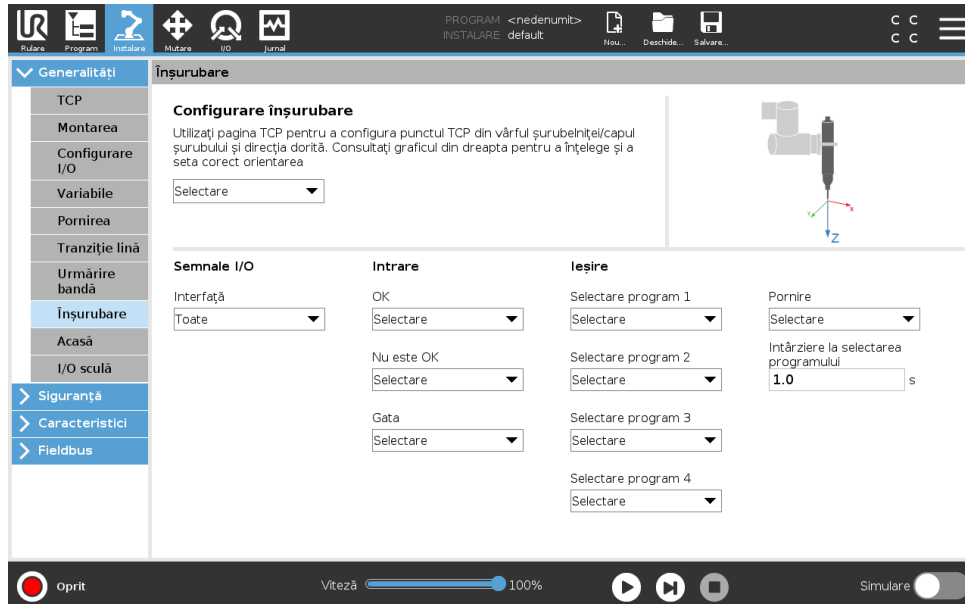 UR
Rulare
Program
Instalare
Mutare
I/O
Jurnal
PROGRAM <nedenumit>
INSTALARE default
Nou...
Deschide...
Salvare...
C C
C C
Generalități
TCP
Montarea
Configurare
I/O
Variabile
Pornirea
Tranziție lină
Urmărire
bandă
Înșurubare
Acasă
I/O sculă
Siguranță
Caracteristici
Fieldbus
Înșurubare
Configurare înșurubare
Utilizați pagina TCP pentru a configura punctul TCP din vârful șurubelniței/capul
șurubului și direcția dorită. Consultați graficul din dreapta pentru a înțelege și a
seta corect orientarea
Selectare
Y
X
Z
Semnale I/O
Interfață
Toate
Intrare
OK
Selectare
Nu este OK
Selectare
Gata
Selectare
Ieșire
Selectare program 1
Selectare
Selectare program 2
Selectare
Selectare program 3
Selectare
Selectare program 4
Selectare
Pornire
Selectare
Intârziere la selectarea
programului
1.0 s
Oprit
Viteză 100%
Simulare